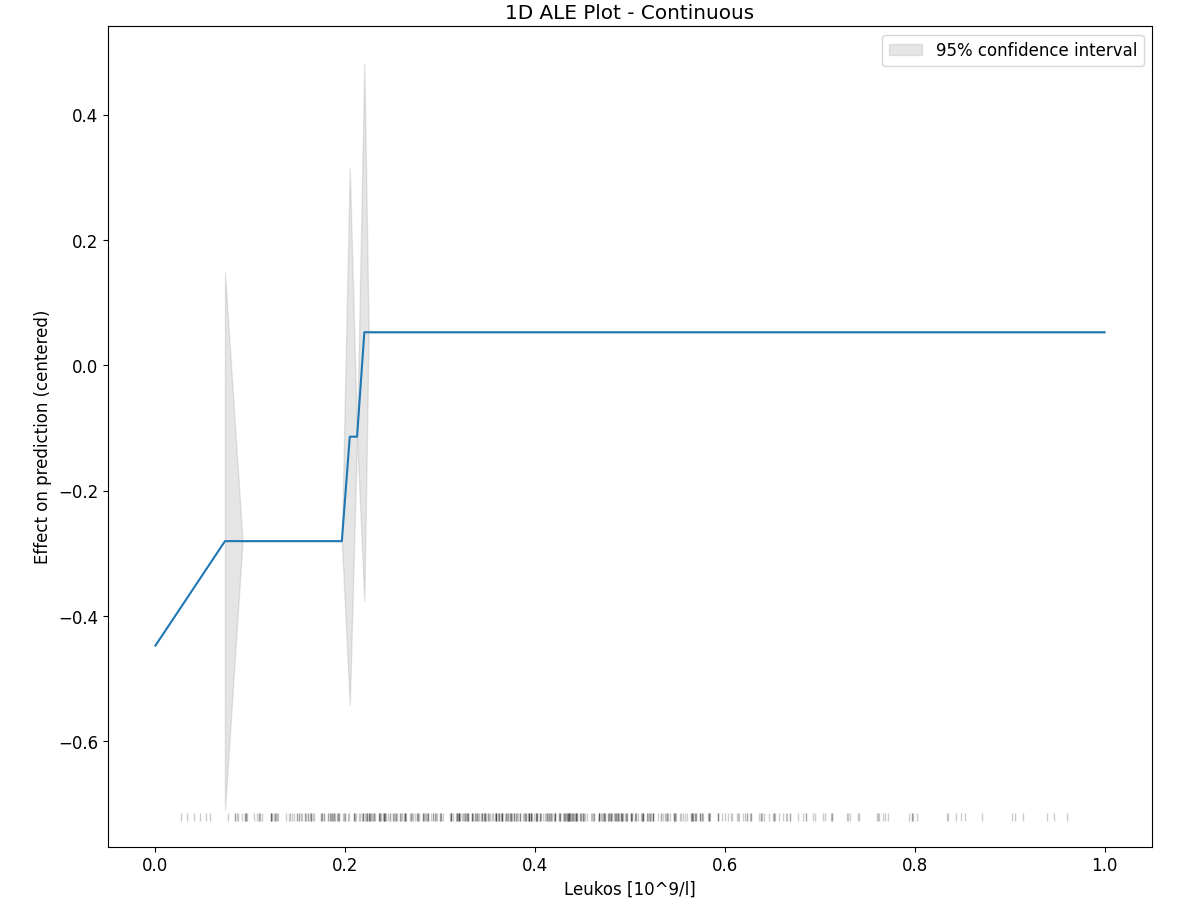 1D ALE Plot - Continuous
95% confidence interval
Effect on prediction (centered)
0.4
0.2
0.0
−0.2
−0.4
−0.6
0.0 0.2 0.4 0.6 0.8 1.0
Leukos [10^9/l]